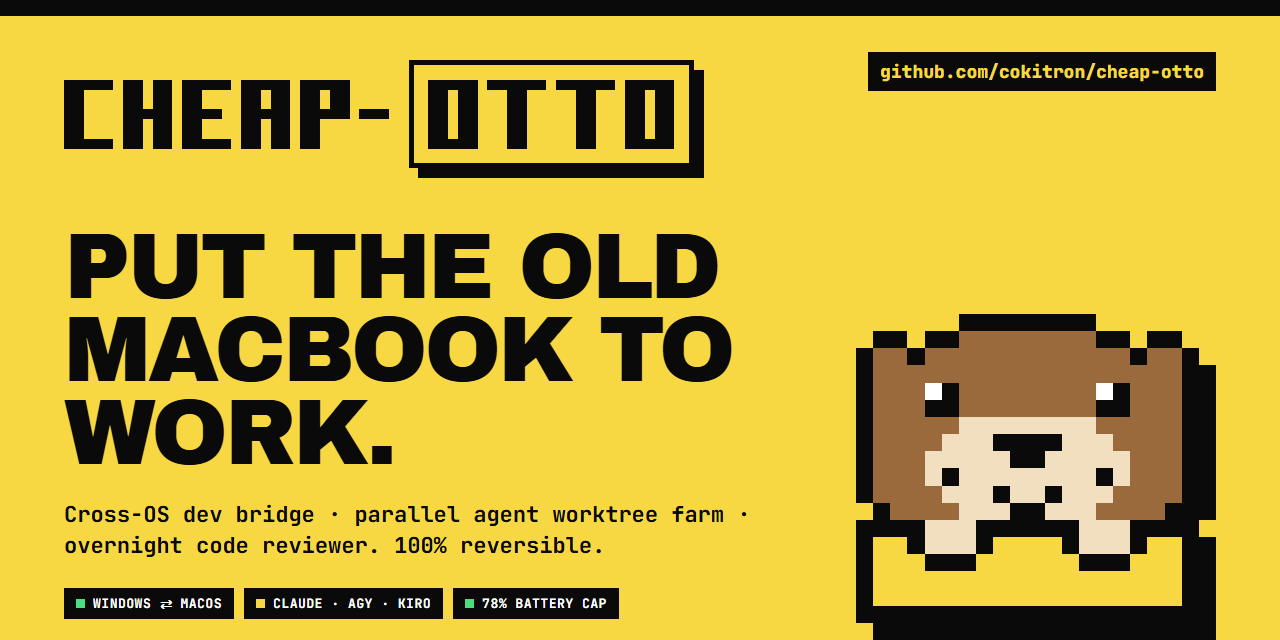 CHEAP-OTTO
github.com/cokitron/cheap-otto
PUT THE OLD
MACBOOK TO
WORK.
Cross-OS dev bridge · parallel agent worktree farm ·
overnight code reviewer. 100% reversible.
WINDOWS ⇄ MACOS
CLAUDE · AGY · KIRO
78% BATTERY CAP